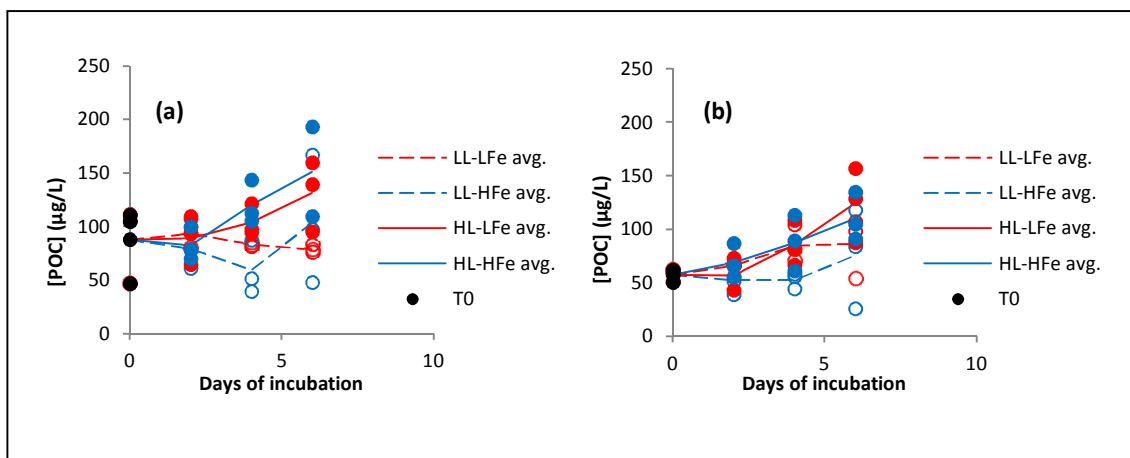 250
200
150
100
50
0
[POC] (µg/L)
(a)
0
5
10
Days of incubation
LL-LFe avg.
LL-HFe avg.
HL-LFe avg.
HL-HFe avg.
T0
250
200
150
100
50
0
[POC] (µg/L)
(b)
0
5
10
Days of incubation
LL-LFe avg.
LL-HFe avg.
HL-LFe avg.
HL-HFe avg.
T0